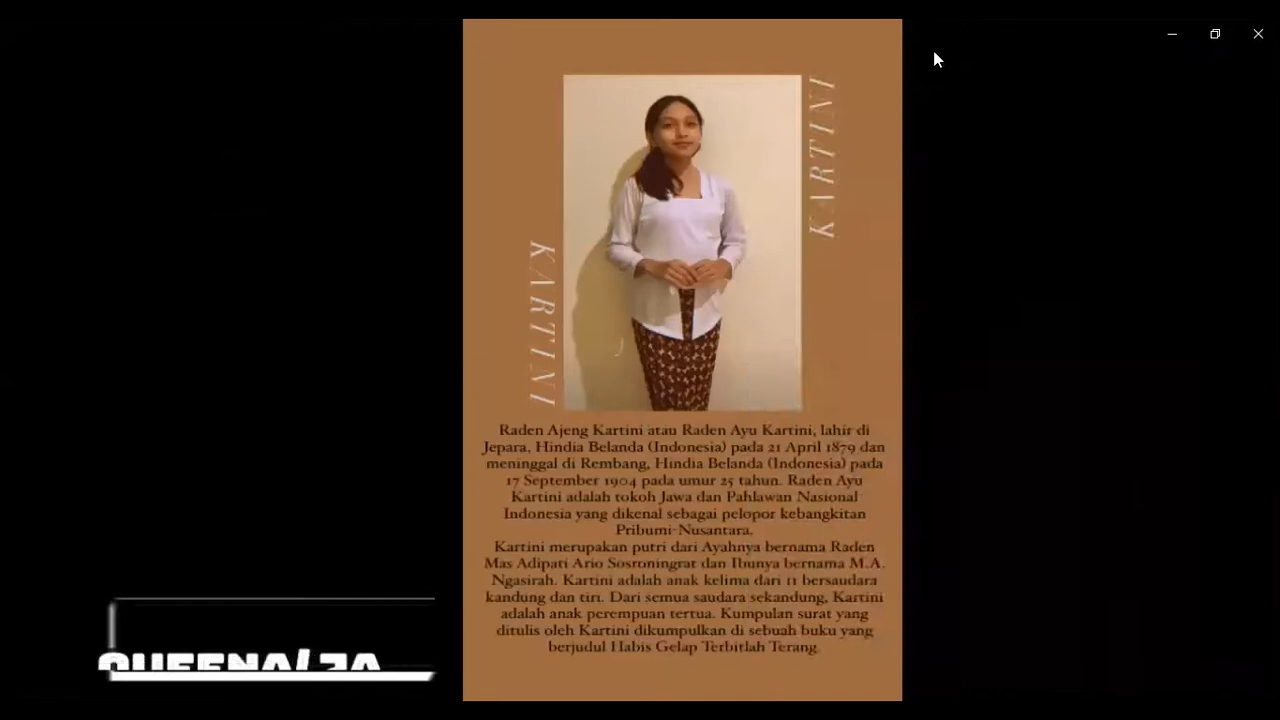 KARTINI
KARTINI
Raden Ajeng Kartini atau Raden Ayu Kartini, lahir di
Jepara, Hindia Belanda (Indonesia) pada 21 April 1879 dan
meninggal di Rembang, Hindia Belanda (Indonesia) pada
17 September 1904 pada umur 25 tahun. Raden Ayu
Kartini adalah tokoh Jawa dan Pahlawan Nasional
Indonesia yang dikenal sebagai pelopor kebangkitan
Pribumi-Nusantara.
Kartini merupakan putri dari Ayahnya bernama Raden
Mas Adipati Ario Sosroningrat dan Ibunya bernama M.A.
Ngasirah. Kartini adalah anak kelima dari 11 bersaudara
kandung dan tiri. Dari semua saudara sekandung, Kartini
adalah anak perempuan tertua. Kumpulan surat yang
ditulis oleh Kartini dikumpulkan di sebuah buku yang
berjudul Habis Gelap Terbitlah Terang.